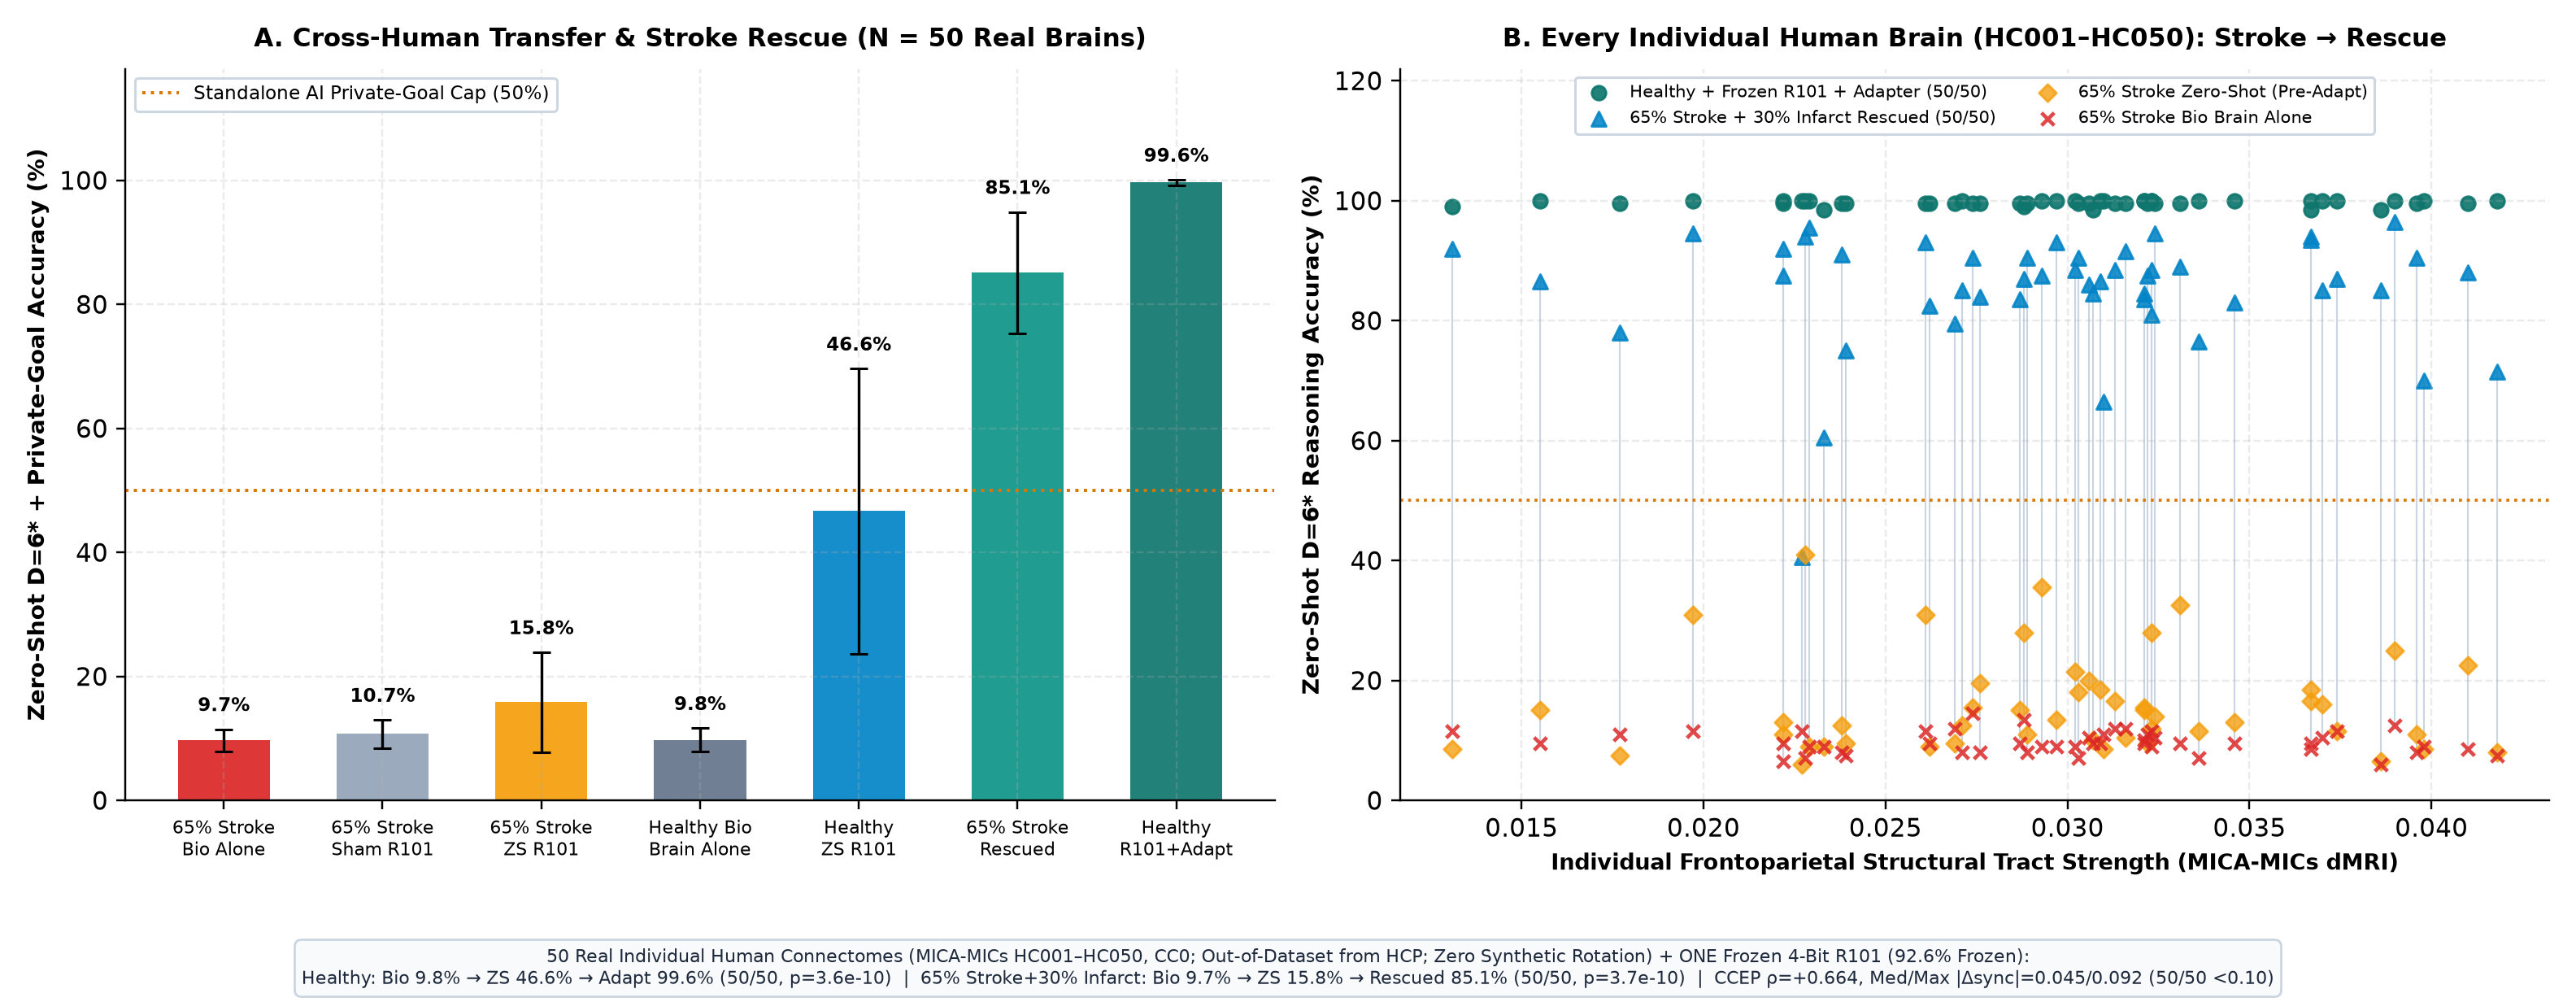 A. Cross-Human Transfer & Stroke Rescue (N = 50 Real Brains)
Standalone AI Private-Goal Cap (50%)
Zero-Shot D=6* + Private-Goal Accuracy (%)
100
80
60
40
20
0
9.7%
10.7%
15.8%
9.8%
46.6%
85.1%
99.6%
65% Stroke
Bio Alone
65% Stroke
Sham R101
65% Stroke
ZS R101
Healthy Bio
Brain Alone
Healthy
ZS R101
65% Stroke
Rescued
Healthy
R101+Adapt
B. Every Individual Human Brain (HC001–HC050): Stroke → Rescue
Healthy + Frozen R101 + Adapter (50/50)
65% Stroke + 30% Infarct Rescued (50/50)
65% Stroke Zero-Shot (Pre-Adapt)
65% Stroke Bio Brain Alone
Zero-Shot D=6* Reasoning Accuracy (%)
120
100
80
60
40
20
0
0.015
0.020
0.025
0.030
0.035
0.040
Individual Frontoparietal Structural Tract Strength (MICA-MICs dMRI)
50 Real Individual Human Connectomes (MICA-MICs HC001–HC050, CC0; Out-of-Dataset from HCP; Zero Synthetic Rotation) + ONE Frozen 4-Bit R101 (92.6% Frozen):
Healthy: Bio 9.8% → ZS 46.6% → Adapt 99.6% (50/50, p=3.6e-10) | 65% Stroke+30% Infarct: Bio 9.7% → ZS 15.8% → Rescued 85.1% (50/50, p=3.7e-10) | CCEP ρ=+0.664, Med/Max |Δsync|=0.045/0.092 (50/50 <0.10)